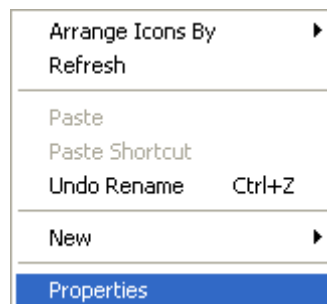 Arrange Icons By
Refresh
Paste
Paste Shortcut
Undo Rename Ctrl+Z
New
Properties